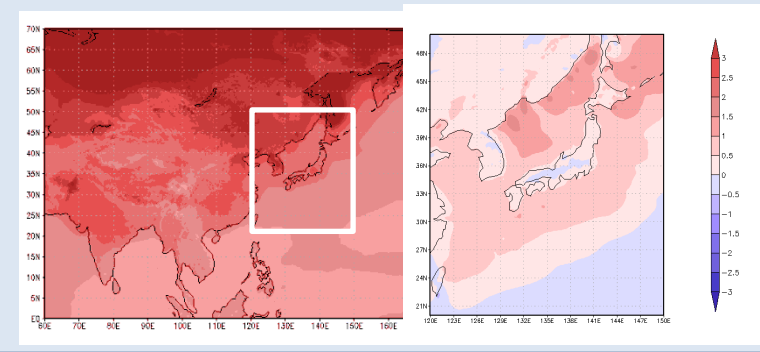 70N
65N
60N
55N
50N
45N
40N
35N
30N
25N
20N
15N
10N
5N
EQ
60E 70E 80E 90E 100E 110E 120E 130E 140E 150E 160E
48N
45N
42N
39N
36N
33N
30N
27N
24N
21N
120E 123E 126E 129E 132E 135E 138E 141E 144E 147E 150E
3
2.5
2
1.5
1
0.5
0
-0.5
-1
-1.5
-2
-2.5
-3